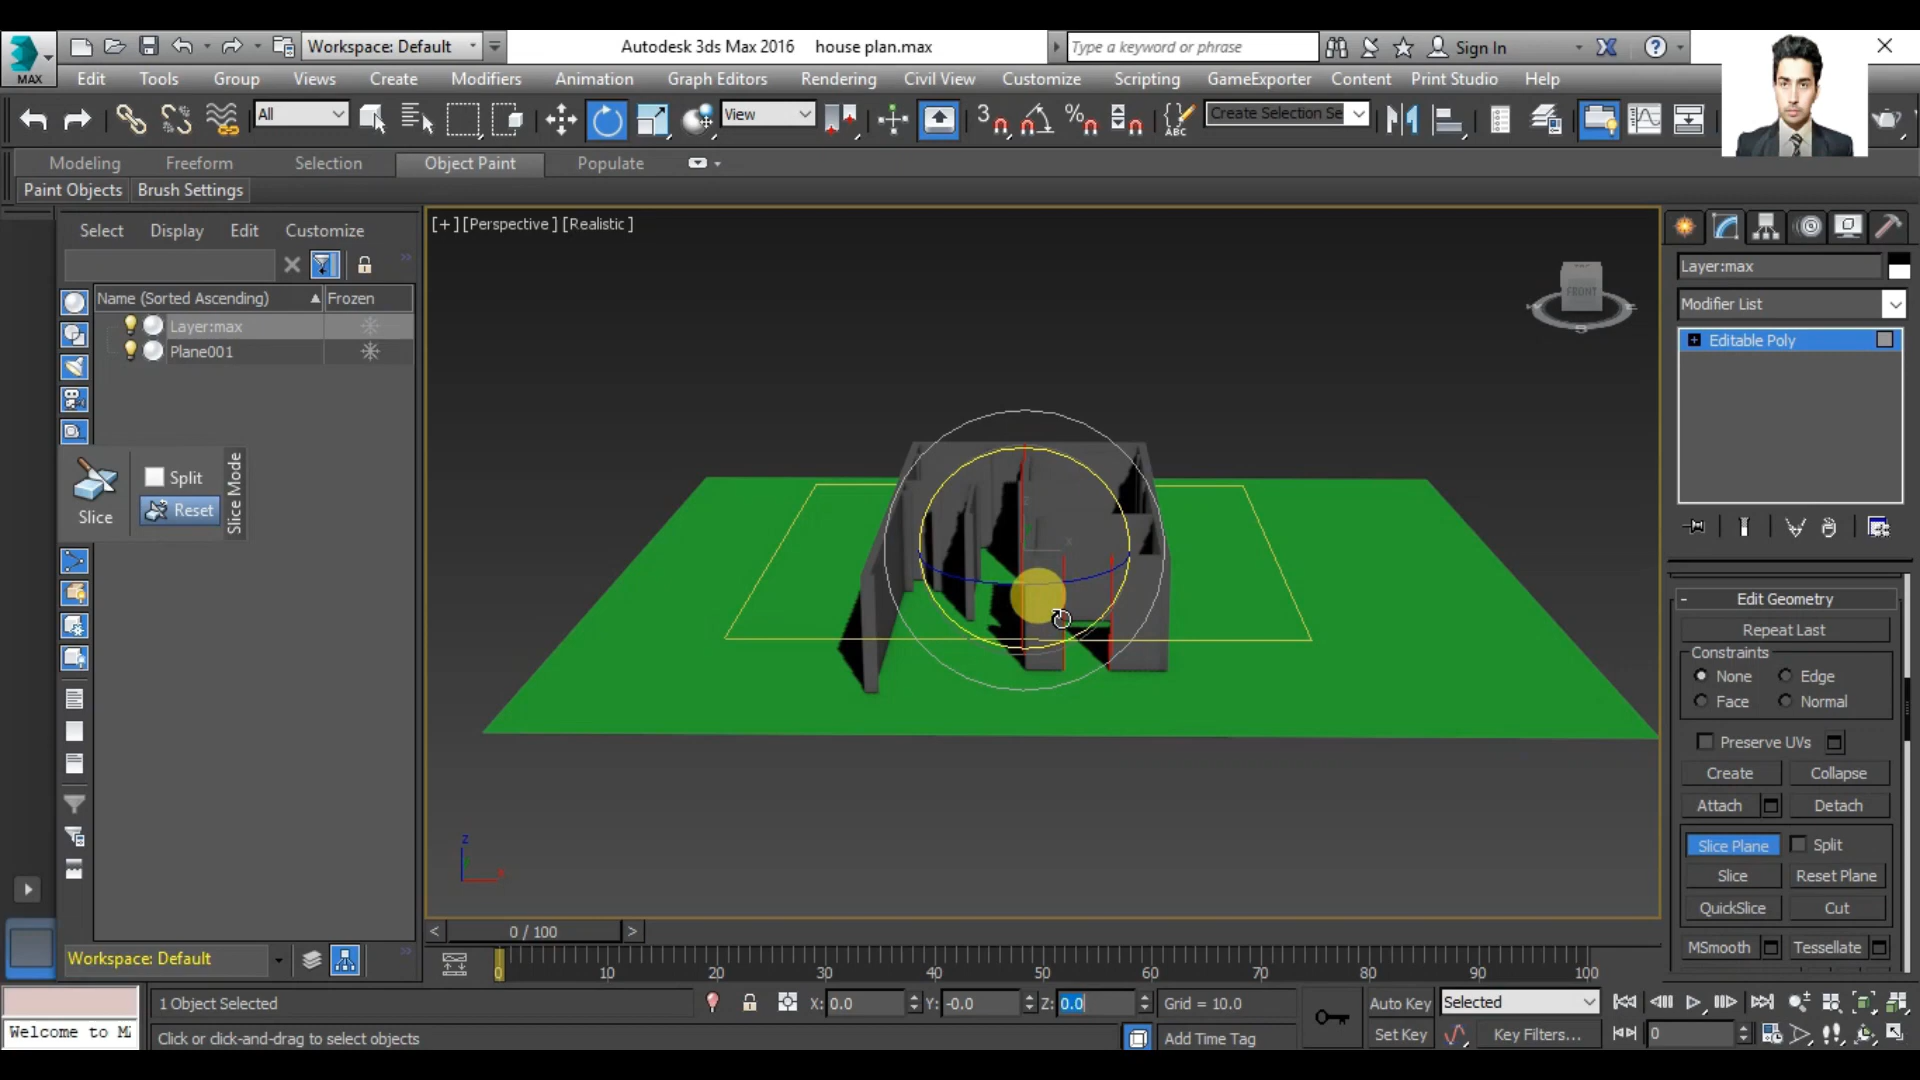 Workspace: Default
Autodesk 3ds Max 2016 house plan.max
Type a keyword or phrase
Sign In
MAX
Edit Tools Group Views Create Modifiers Animation Graph Editors Rendering Civil View Customize Scripting GameExporter Content Print Studio Help
All
View
3
%
ABC
Create Selection Se
Modeling Freeform Selection Object Paint Populate
Paint Objects Brush Settings
Select Display Edit Customize
[+] [Perspective] [Realistic]
Name (Sorted Ascending) Frozen
Layer:max
Plane001
Slice
Split
Reset
Slice Mode
FRONT
S
x
z
Layer:max
Modifier List
Editable Poly
Edit Geometry
Repeat Last
Constraints
None Edge
Face Normal
Preserve UVs
Create Collapse
Attach Detach
Slice Plane Split
Slice Reset Plane
QuickSlice Cut
MSmooth Tessellate
< 0 / 100 >
0 10 20 30 40 50 60 70 80 90 100
Workspace: Default
1 Object Selected
X: 0.0 Y: -0.0 Z: 0.0 Grid = 10.0
Auto Key Selected
Welcome to M
Click or click-and-drag to select objects
Add Time Tag
Set Key Key Filters...
0